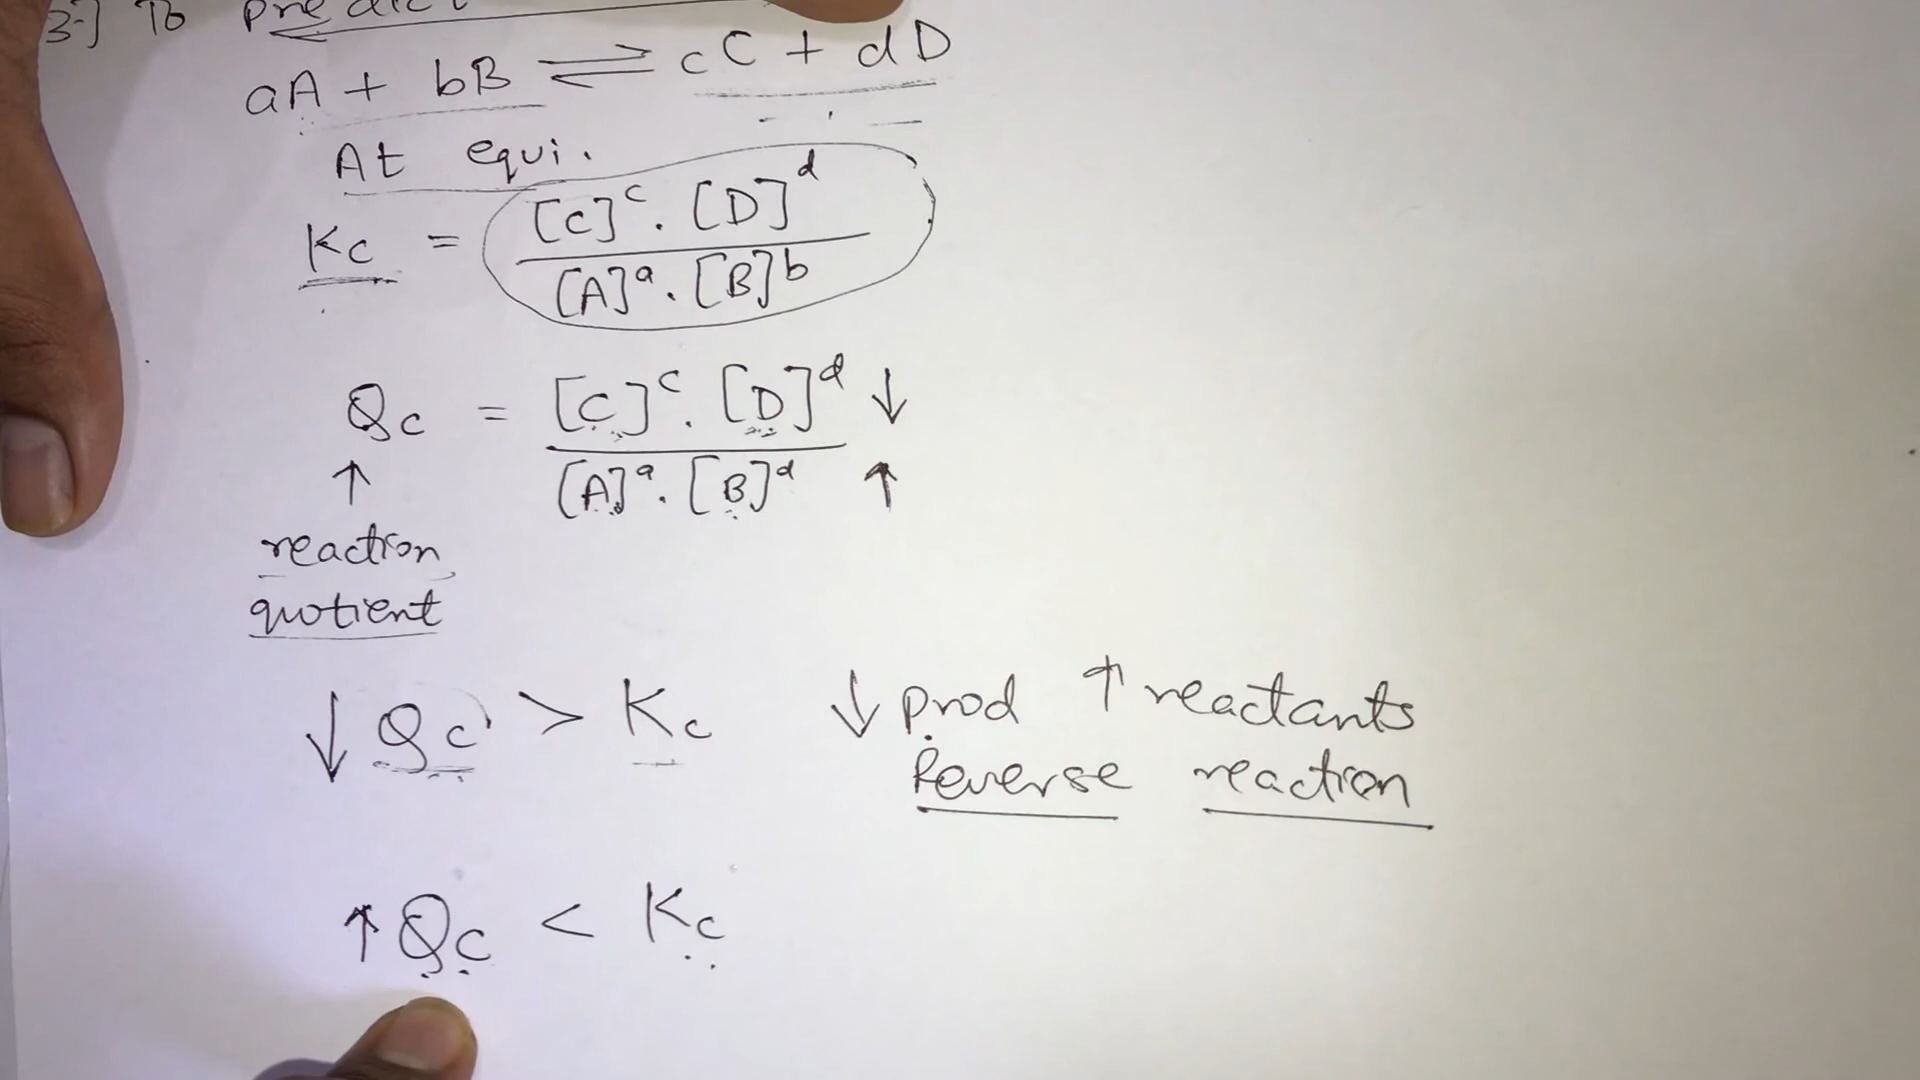 3-] To predict
aA + bB ⇌ cC + dD
At equi.
Kc = [C]^c . [D]^d / [A]^a . [B]^b
Qc = [C]^c . [D]^d ↓ / [A]^a . [B]^d ↑
↑
reaction
quotient
↓ Qc > Kc ↓ prod ↑ reactants
Reverse reaction
↑ Qc < Kc